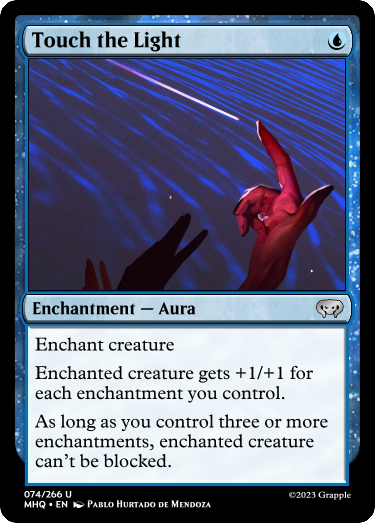 Touch the Light
Enchantment — Aura
Enchant creature
Enchanted creature gets +1/+1 for
each enchantment you control.
As long as you control three or more
enchantments, enchanted creature
can't be blocked.
074/266 U
MHQ • EN Pablo Hurtado de Mendoza
©2023 Grapple